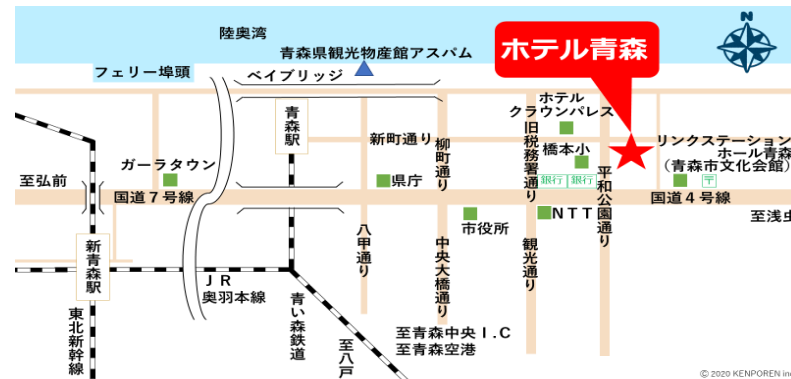 陸奥湾
青森県観光物産館アスパム
ホテル青森
N
フェリー埠頭
ベイブリッジ
青森駅
ホテル
クラウンパレス
新町通り
柳町通り
旧税務署通り
橋本小
平和公園通り
リンクステーション
ホール青森
(青森市文化会館)
ガーラタウン
至弘前
国道7号線
県庁
銀行
銀行
〒
国道4号線
至浅虫
市役所
NTT
新青森駅
八甲通り
中央大橋通り
観光通り
JR
奥羽本線
東北新幹線
青い森鉄道
至八戸
至青森中央I.C
至青森空港
© 2020 KENPOREN inc